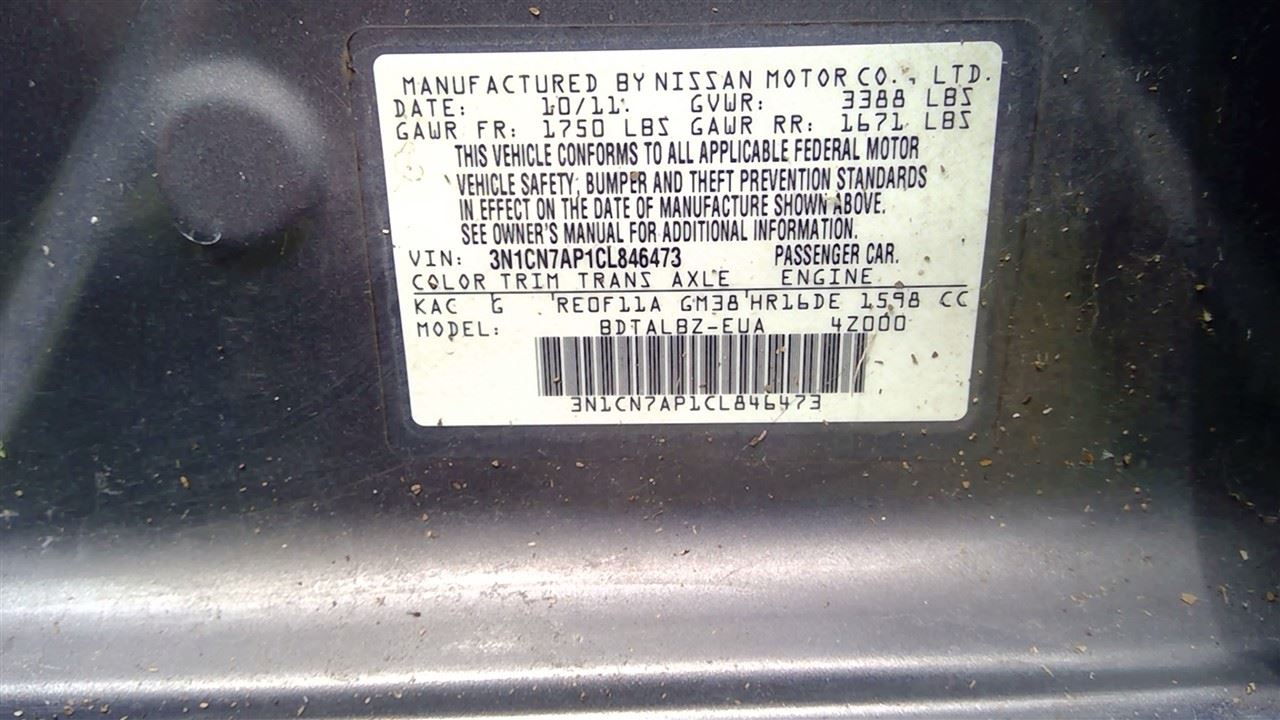 MANUFACTURED BY NISSAN MOTOR CO., LTD.
DATE: 10/11. GVWR: 3388 LBS
GAWR FR: 1750 LBS GAWR RR: 1671 LBS
THIS VEHICLE CONFORMS TO ALL APPLICABLE FEDERAL MOTOR
VEHICLE SAFETY, BUMPER AND THEFT PREVENTION STANDARDS
IN EFFECT ON THE DATE OF MANUFACTURE SHOWN ABOVE.
SEE OWNER'S MANUAL FOR ADDITIONAL INFORMATION.
VIN: 3N1CN7AP1CL846473 PASSENGER CAR.
COLOR TRIM TRANS AXLE ENGINE
KAC G RE0F11A GM38 HR16DE 1598 CC
MODEL: BDTALBZ-EUA 4Z000
3N1CN7AP1CL846473